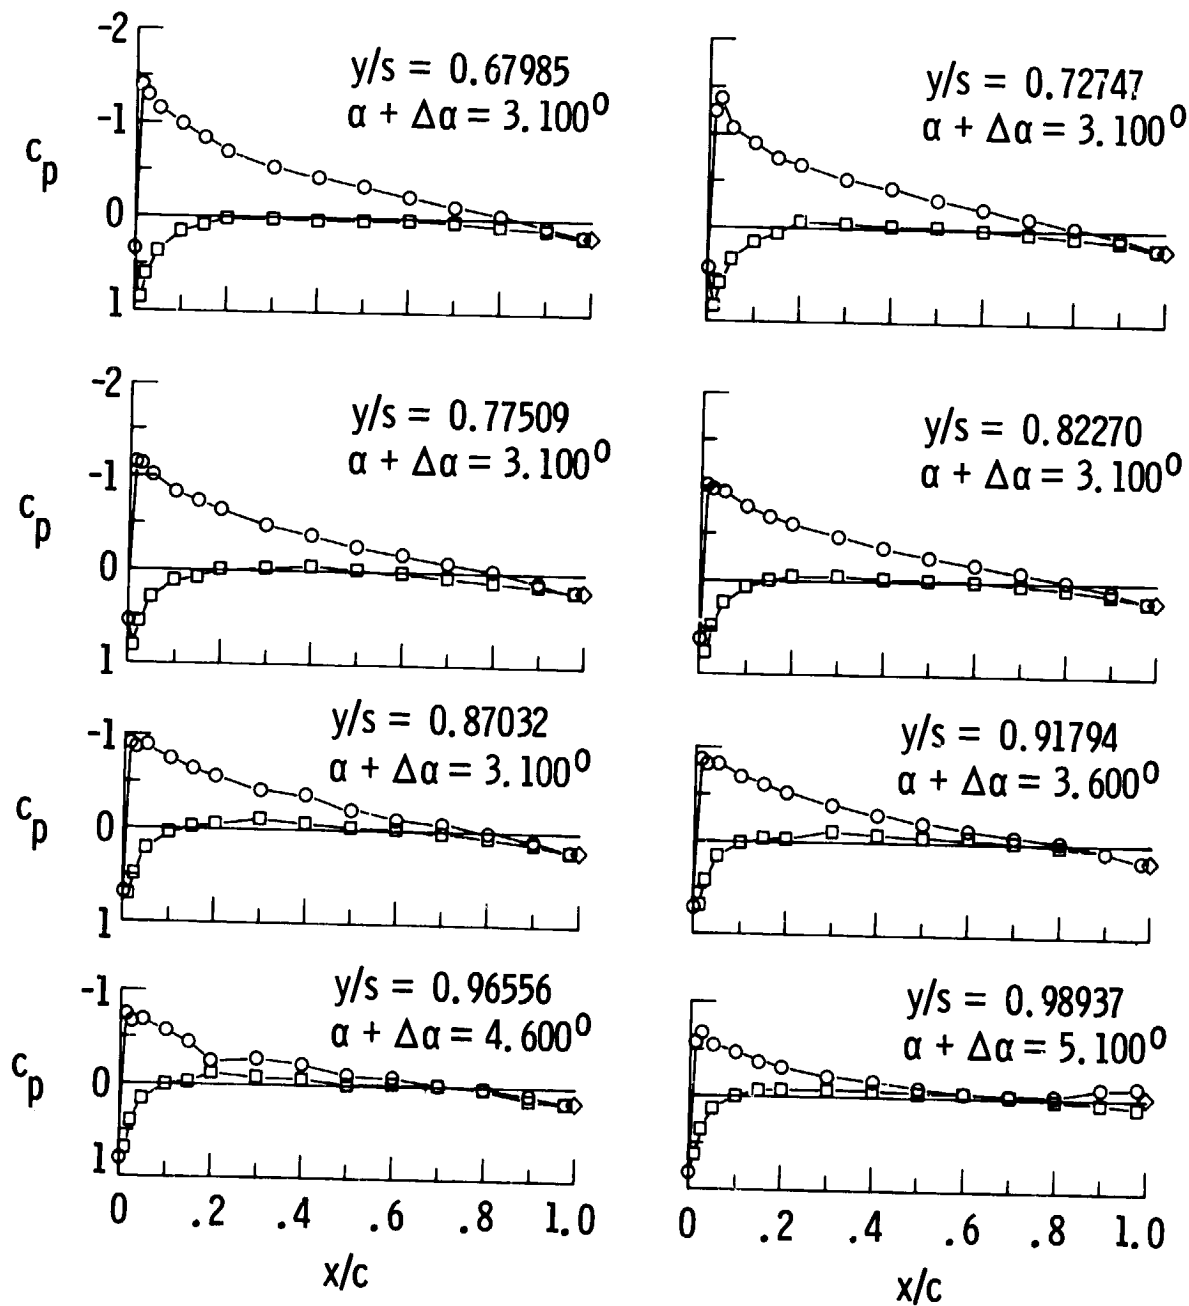 -2
-1
0
1
c_p
y/s = 0.67985
α + Δα = 3.100⁰
y/s = 0.72747
α + Δα = 3.100⁰
-2
-1
0
1
c_p
y/s = 0.77509
α + Δα = 3.100⁰
y/s = 0.82270
α + Δα = 3.100⁰
-1
0
1
c_p
y/s = 0.87032
α + Δα = 3.100⁰
y/s = 0.91794
α + Δα = 3.600⁰
-1
0
1
c_p
y/s = 0.96556
α + Δα = 4.600⁰
y/s = 0.98937
α + Δα = 5.100⁰
0 .2 .4 .6 .8 1.0
x/c
0 .2 .4 .6 .8 1.0
x/c